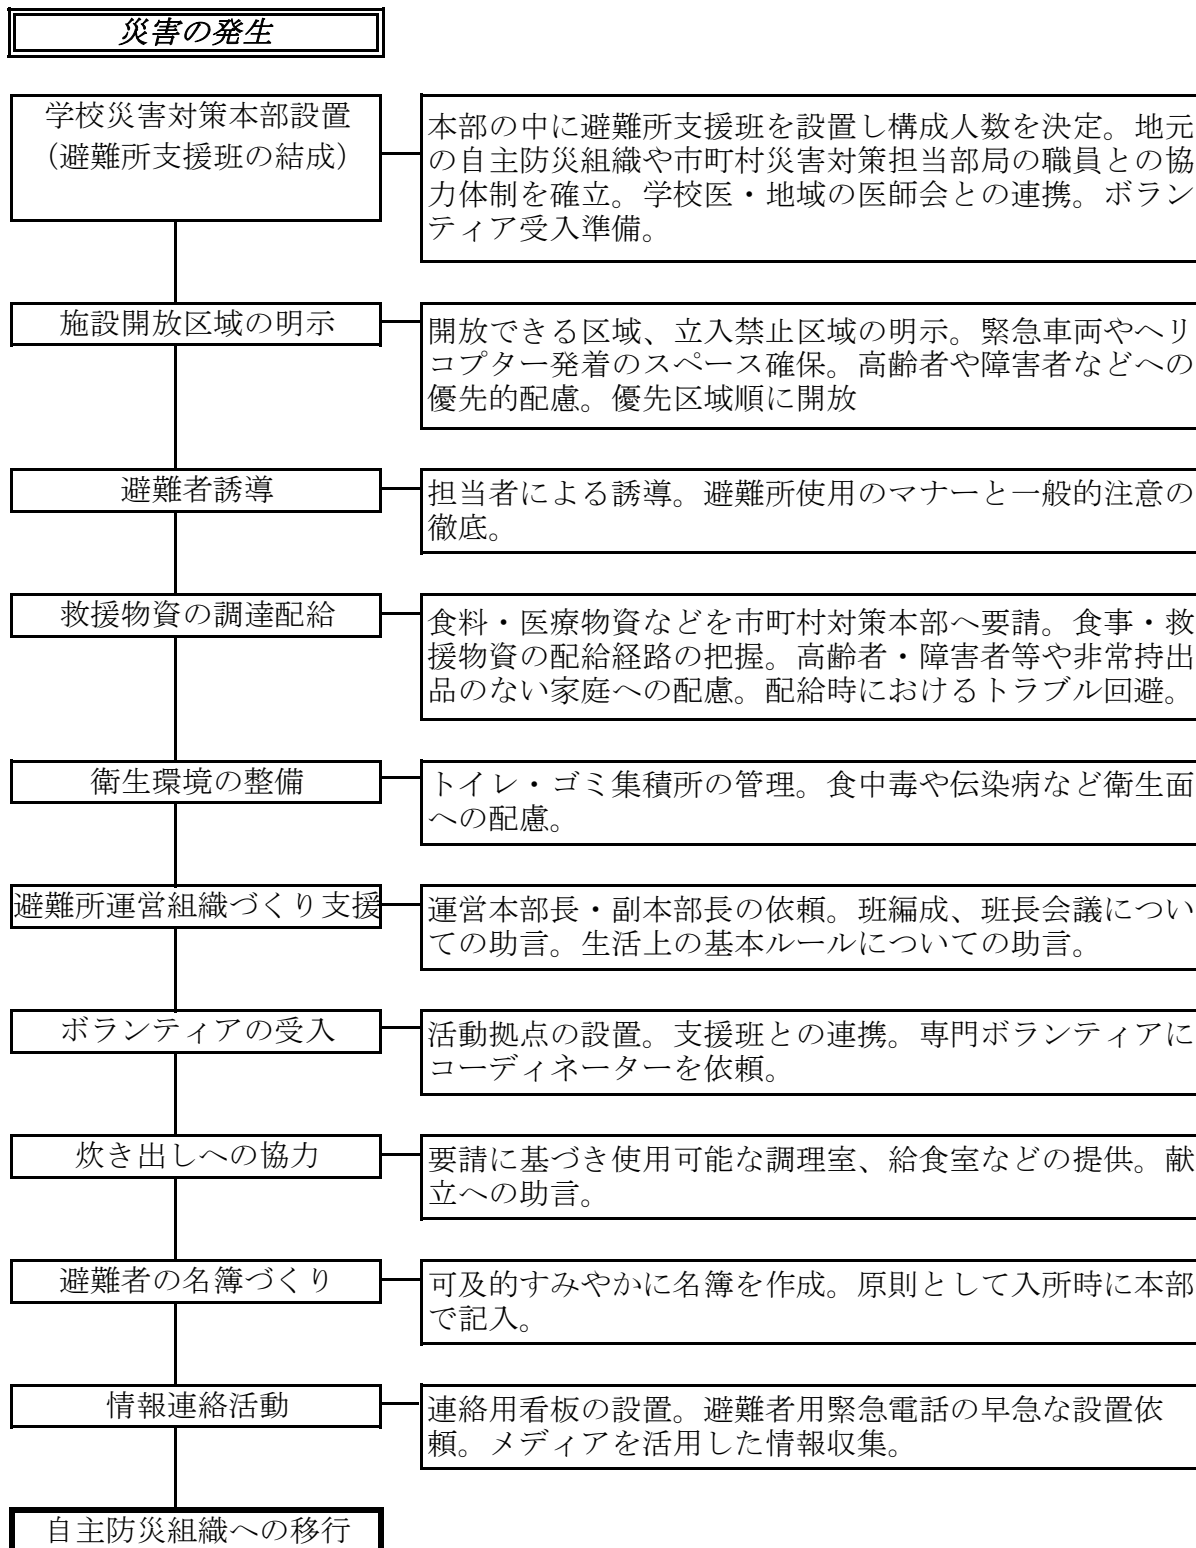 災害の発生
学校災害対策本部設置
(避難所支援班の結成)
本部の中に避難所支援班を設置し構成人数を決定。地元
の自主防災組織や市町村災害対策担当部局の職員との協
力体制を確立。学校医・地域の医師会との連携。ボラン
ティア受入準備。
施設開放区域の明示
開放できる区域、立入禁止区域の明示。緊急車両やヘリ
コプター発着のスペース確保。高齢者や障害者などへの
優先的配慮。優先区域順に開放
避難者誘導
担当者による誘導。避難所使用のマナーと一般的注意の
徹底。
救援物資の調達配給
食料・医療物資などを市町村対策本部へ要請。食事・救
援物資の配給経路の把握。高齢者・障害者等や非常持出
品のない家庭への配慮。配給時におけるトラブル回避。
衛生環境の整備
トイレ・ゴミ集積所の管理。食中毒や伝染病など衛生面
への配慮。
避難所運営組織づくり支援
運営本部長・副本部長の依頼。班編成、班長会議につい
ての助言。生活上の基本ルールについての助言。
ボランティアの受入
活動拠点の設置。支援班との連携。専門ボランティアに
コーディネーターを依頼。
炊き出しへの協力
要請に基づき使用可能な調理室、給食室などの提供。献
立への助言。
避難者の名簿づくり
可及的すみやかに名簿を作成。原則として入所時に本部
で記入。
情報連絡活動
連絡用看板の設置。避難者用緊急電話の早急な設置依
頼。メディアを活用した情報収集。
自主防災組織への移行